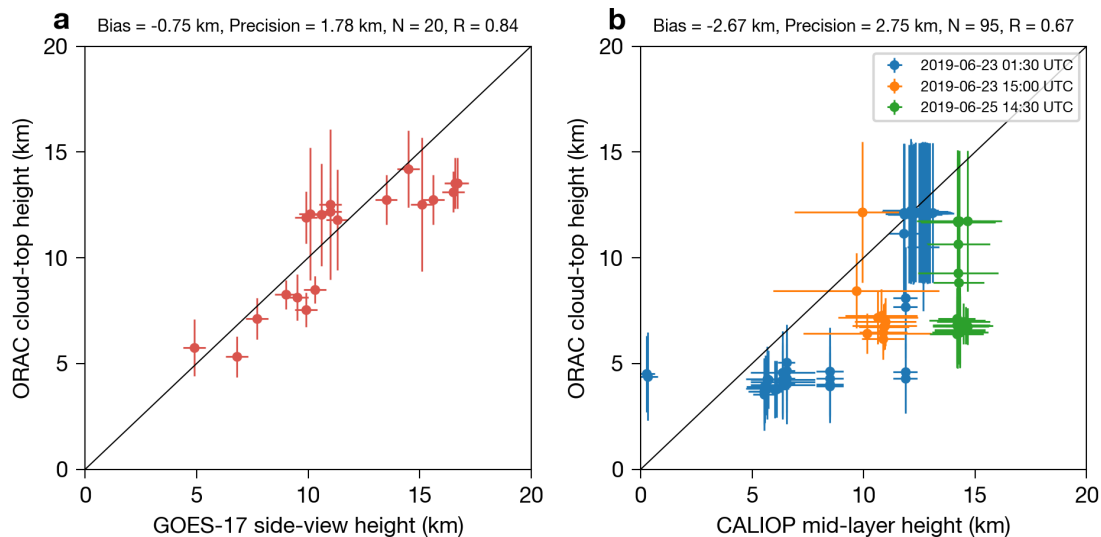 a
Bias = -0.75 km, Precision = 1.78 km, N = 20, R = 0.84
20
15
10
5
0
ORAC cloud-top height (km)
0 5 10 15 20
GOES-17 side-view height (km)
b
Bias = -2.67 km, Precision = 2.75 km, N = 95, R = 0.67
2019-06-23 01:30 UTC
2019-06-23 15:00 UTC
2019-06-25 14:30 UTC
20
15
10
5
0
ORAC cloud-top height (km)
0 5 10 15 20
CALIOP mid-layer height (km)